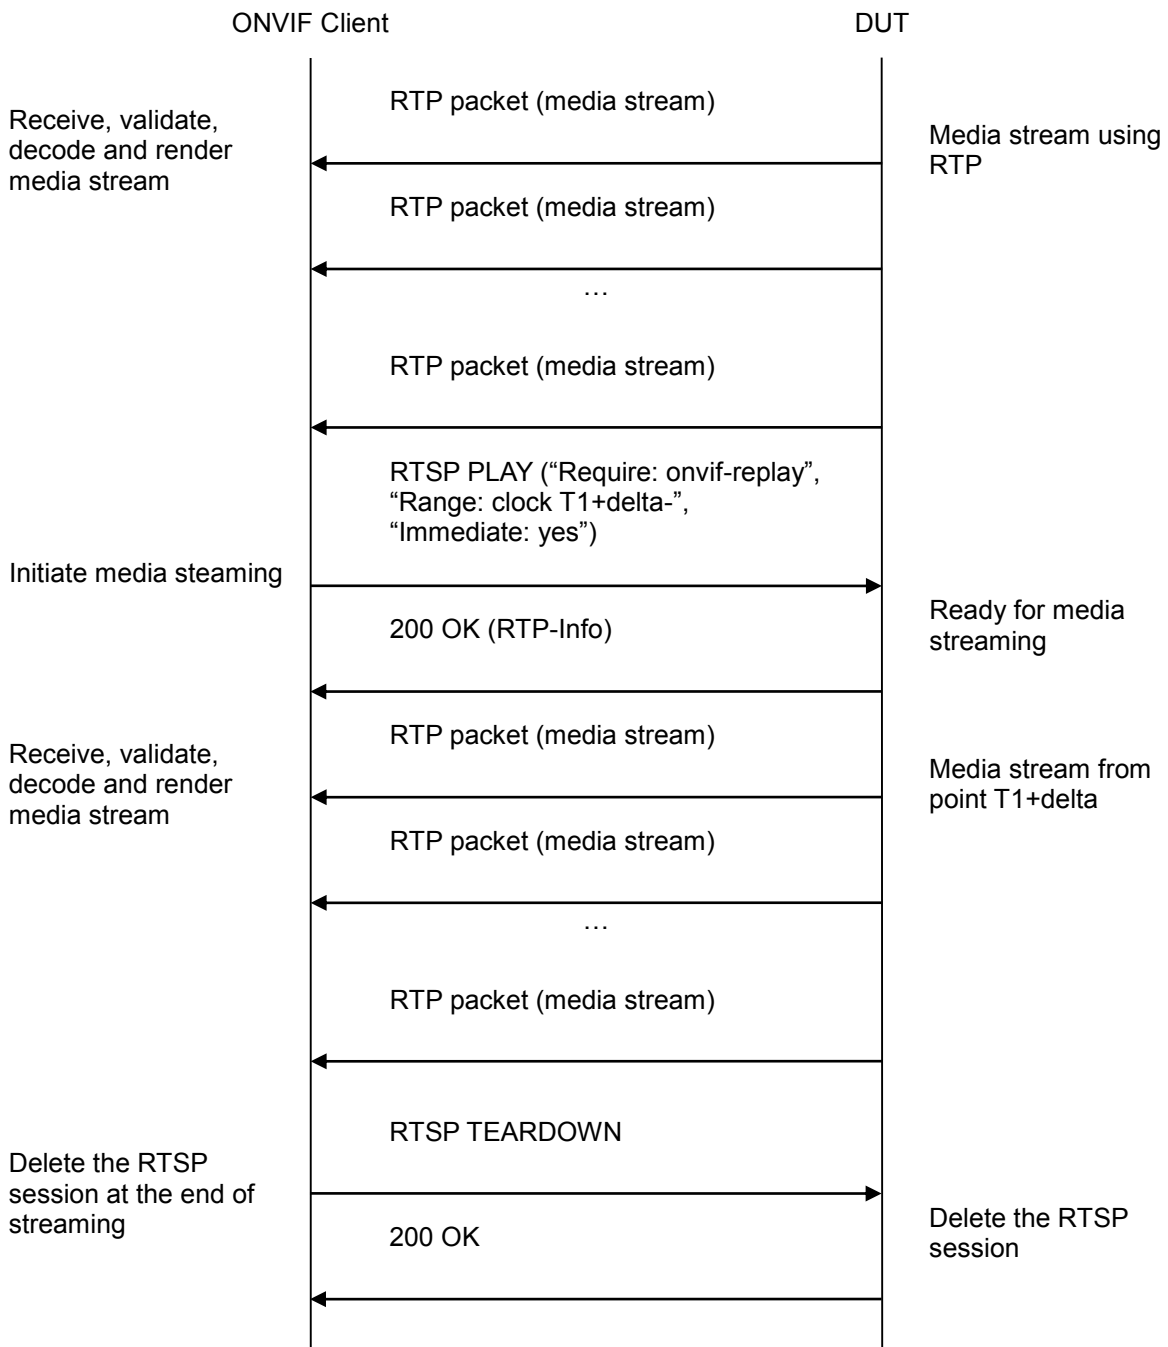 ONVIF Client
DUT
RTP packet (media stream)
Receive, validate,
decode and render
media stream
Media stream using
RTP
RTP packet (media stream)
…
RTP packet (media stream)
RTSP PLAY (“Require: onvif-replay”,
“Range: clock T1+delta-”,
“Immediate: yes”)
Initiate media steaming
200 OK (RTP-Info)
Ready for media
streaming
RTP packet (media stream)
Receive, validate,
decode and render
media stream
Media stream from
point T1+delta
RTP packet (media stream)
…
RTP packet (media stream)
RTSP TEARDOWN
Delete the RTSP
session at the end of
streaming
200 OK
Delete the RTSP
session